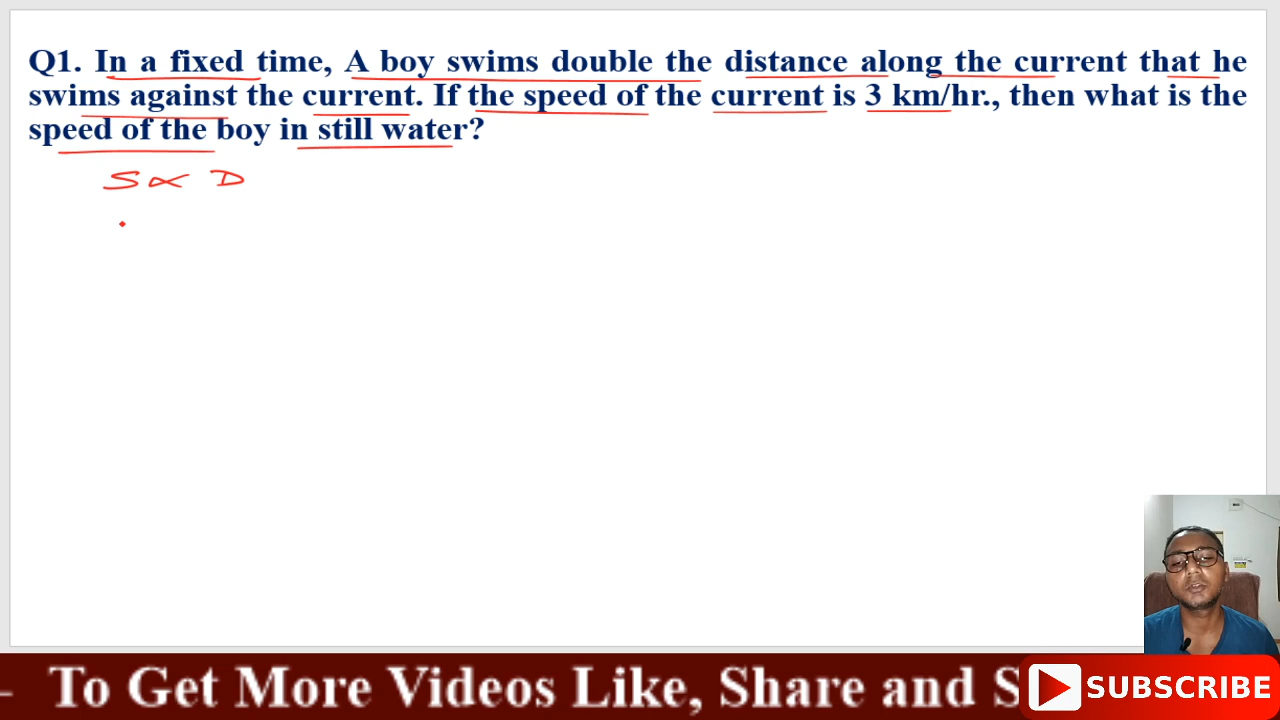 Q1. In a fixed time, A boy swims double the distance along the current that he
swims against the current. If the speed of the current is 3 km/hr., then what is the
speed of the boy in still water?
S ∝ D
To Get More Videos Like, Share and S
SUBSCRIBE